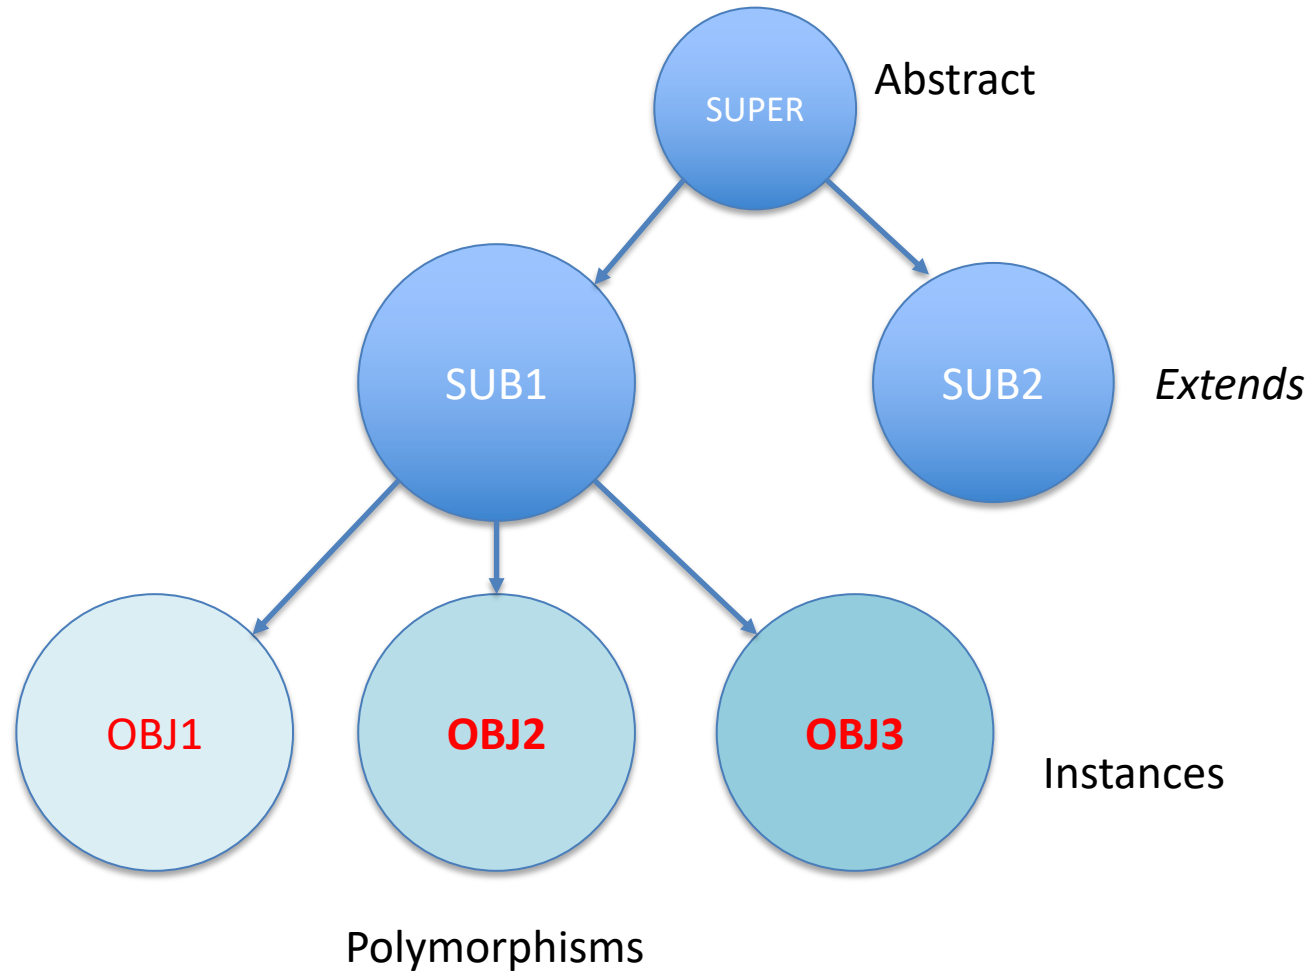 SUPER
Abstract
SUB1
SUB2
Extends
OBJ1
OBJ2
OBJ3
Instances
Polymorphisms